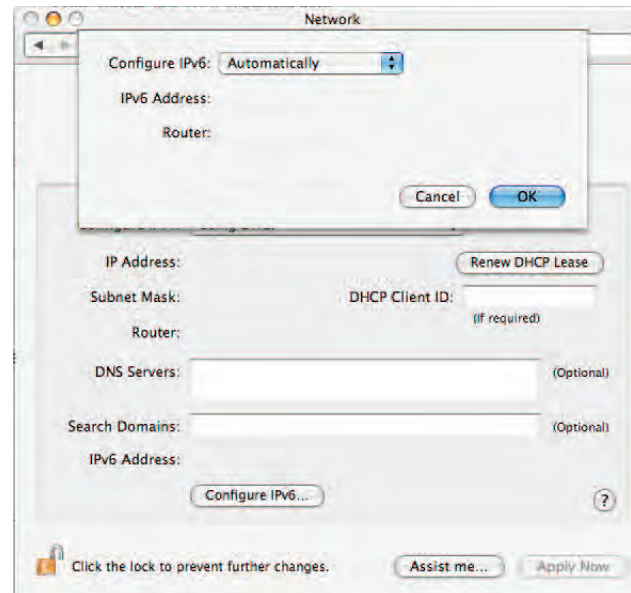 Network
Configure IPv6: Automatically
IPv6 Address:
Router:
Cancel OK
IP Address: Renew DHCP Lease
Subnet Mask: DHCP Client ID:
(If required)
Router:
DNS Servers: (Optional)
Search Domains: (Optional)
IPv6 Address:
Configure IPv6... ?
Click the lock to prevent further changes. Assist me... Apply Now